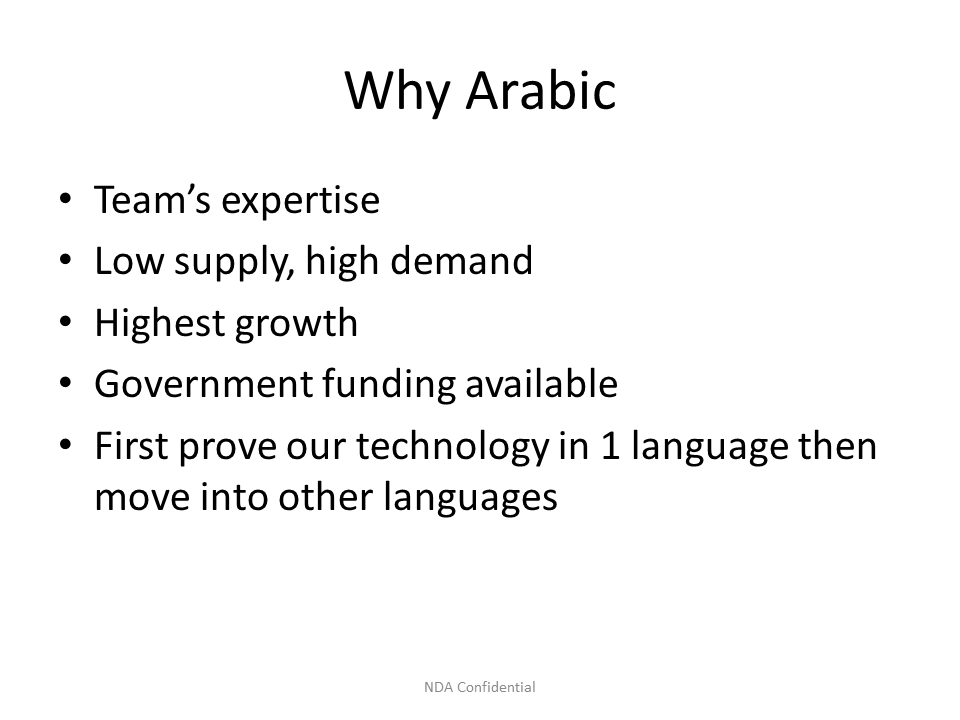 Why Arabic
• Team’s expertise
• Low supply, high demand
• Highest growth
• Government funding available
• First prove our technology in 1 language then
move into other languages
NDA Confidential